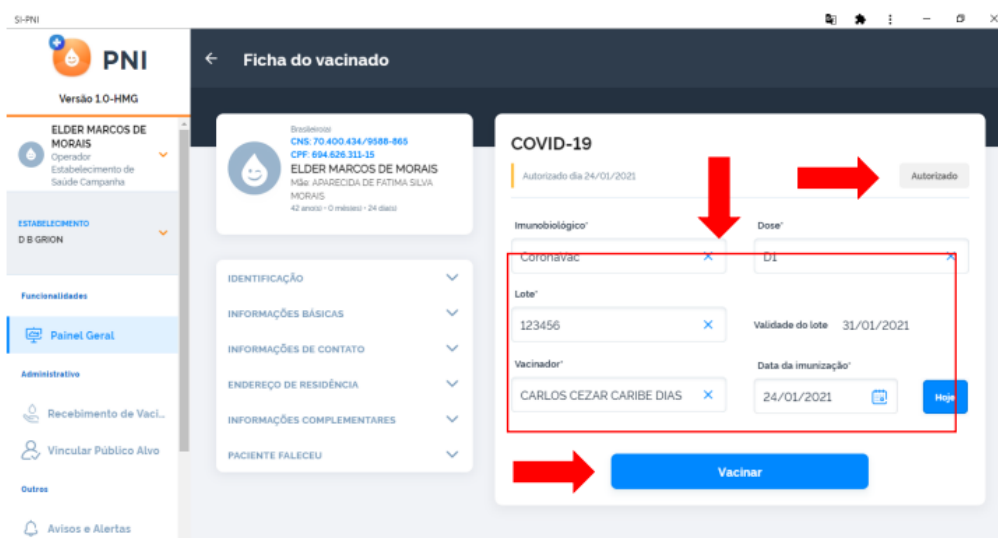 SI-PNI
PNI
Versão 1.0-HMG
ELDER MARCOS DE
MORAIS
Operador
Estabelecimento de
Saúde Campanha
ESTABELECIMENTO
D B GRION
Funcionalidades
Painel Geral
Administrativo
Recebimento de Vaci...
Vincular Público Alvo
Outros
Avisos e Alertas
Ficha do vacinado
Brasileiro(a)
CNS: 70.400.434/9588-865
CPF: 694.626.311-15
ELDER MARCOS DE MORAIS
Mãe: APARECIDA DE FATIMA SILVA
MORAIS
42 ano(s) - 0 mês(es) - 24 dia(s)
IDENTIFICAÇÃO
INFORMAÇÕES BÁSICAS
INFORMAÇÕES DE CONTATO
ENDEREÇO DE RESIDÊNCIA
INFORMAÇÕES COMPLEMENTARES
PACIENTE FALECEU
COVID-19
Autorizado dia 24/01/2021
Autorizado
Imunobiológico*
Dose*
CoronaVac
D1
Lote*
123456
Validade do lote 31/01/2021
Vacinador*
Data da imunização*
CARLOS CEZAR CARIBE DIAS
24/01/2021
Hoje
Vacinar